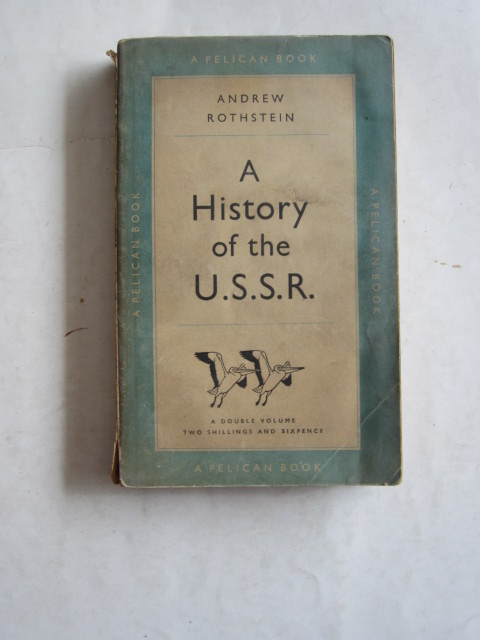 A PELICAN BOOK
ANDREW
ROTHSTEIN
A
History
of the
U.S.S.R.
A PELICAN BOOK
A PELICAN BOOK
A DOUBLE VOLUME
TWO SHILLINGS AND SIXPENCE
A PELICAN BOOK